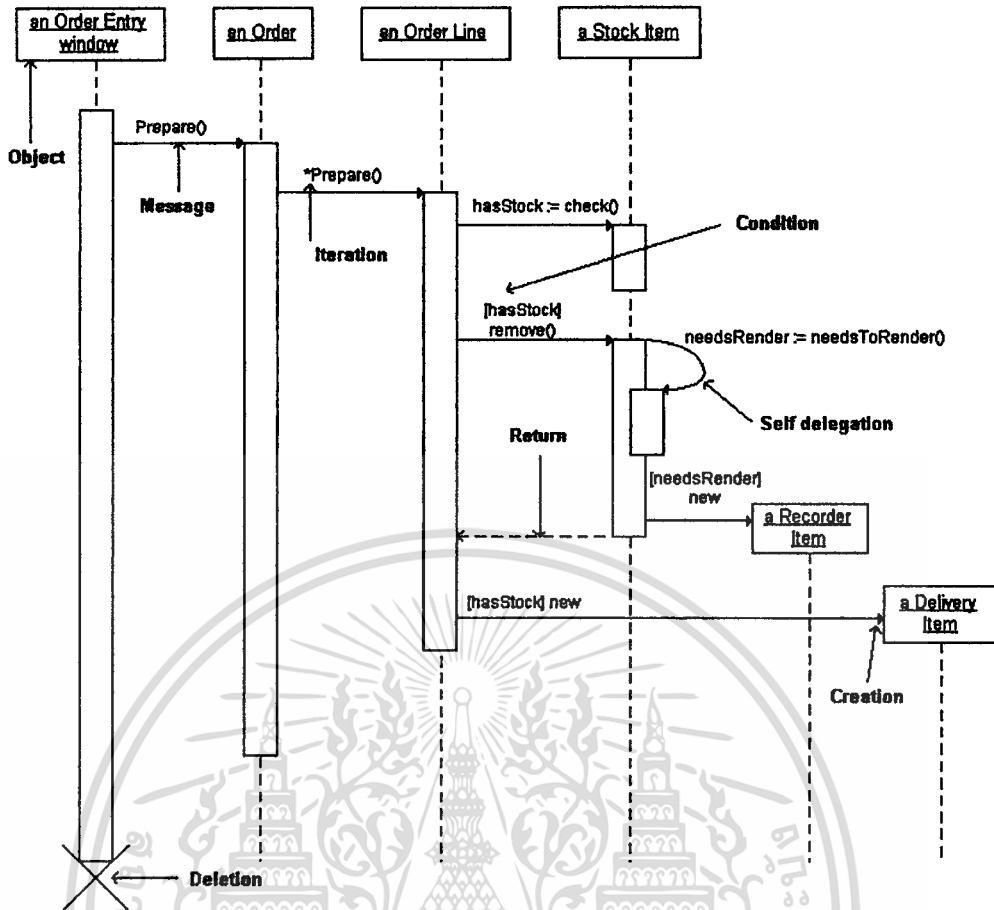 an Order Entry
window
an Order
an Order Line
a Stock Item
Object
Prepare()
Message
*Prepare()
Iteration
hasStock := check()
Condition
[hasStock]
remove()
needsRender := needsToRender()
Self delegation
Return
[needsRender]
new
a Recorder
Item
[hasStock] new
a Delivery
Item
Creation
Deletion